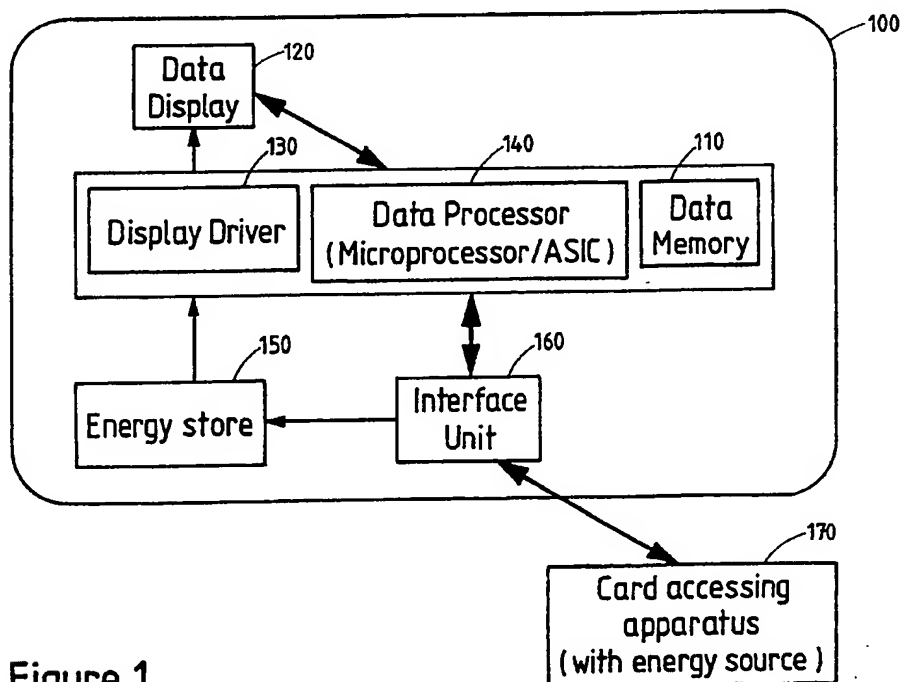 100
Data
Display
120
130
140
110
Display Driver
Data Processor
(Microprocessor/ASIC)
Data
Memory
150
160
Energy store
Interface
Unit
170
Card accessing
apparatus
(with energy source)
Figure 1